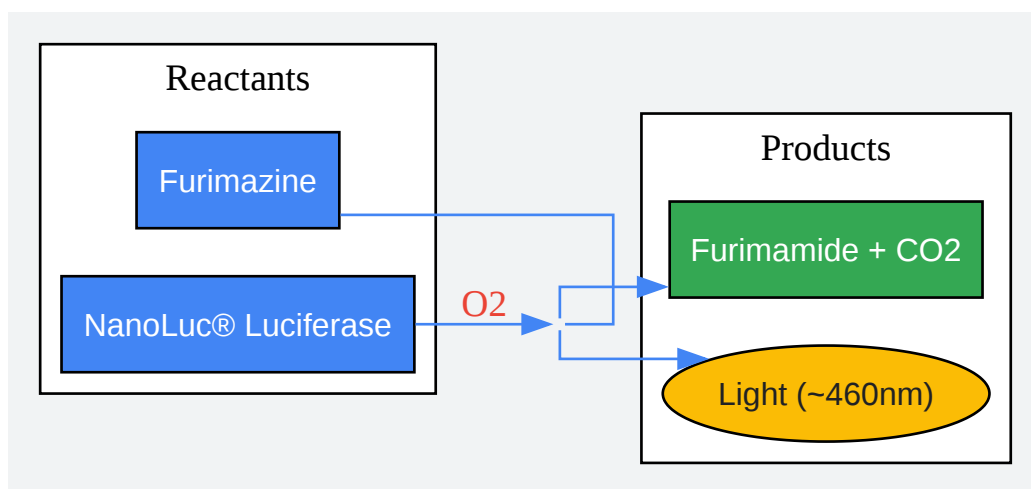 Reactants
Furimazine
NanoLuc® Luciferase
O2
Products
Furimamide + CO2
Light (~460nm)